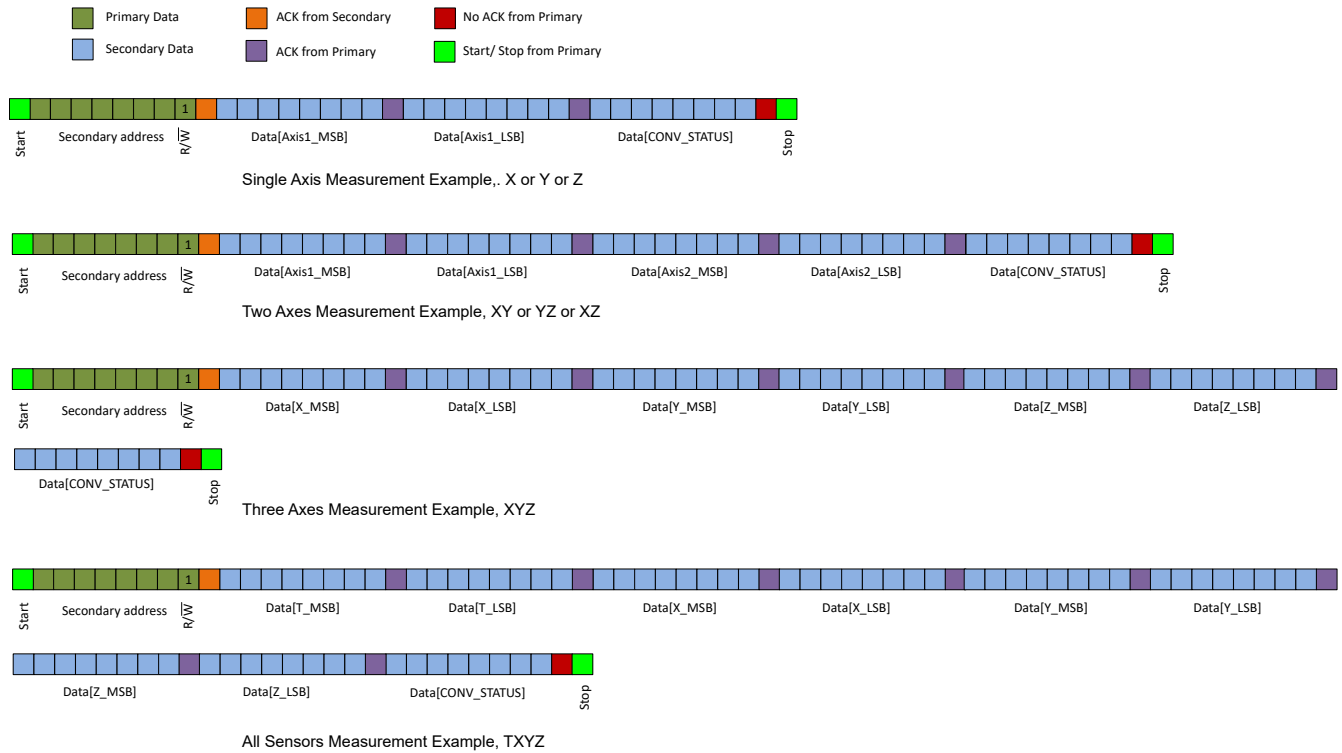 Primary Data
ACK from Secondary
No ACK from Primary
Secondary Data
ACK from Primary
Start/ Stop from Primary
1
Start
Secondary address
R/W
Data[Axis1_MSB]
Data[Axis1_LSB]
Data[CONV_STATUS]
Stop
Single Axis Measurement Example,. X or Y or Z
1
Start
Secondary address
R/W
Data[Axis1_MSB]
Data[Axis1_LSB]
Data[Axis2_MSB]
Data[Axis2_LSB]
Data[CONV_STATUS]
Stop
Two Axes Measurement Example, XY or YZ or XZ
1
Start
Secondary address
R/W
Data[X_MSB]
Data[X_LSB]
Data[Y_MSB]
Data[Y_LSB]
Data[Z_MSB]
Data[Z_LSB]
Data[CONV_STATUS]
Stop
Three Axes Measurement Example, XYZ
1
Start
Secondary address
R/W
Data[T_MSB]
Data[T_LSB]
Data[X_MSB]
Data[X_LSB]
Data[Y_MSB]
Data[Y_LSB]
Data[Z_MSB]
Data[Z_LSB]
Data[CONV_STATUS]
Stop
All Sensors Measurement Example, TXYZ